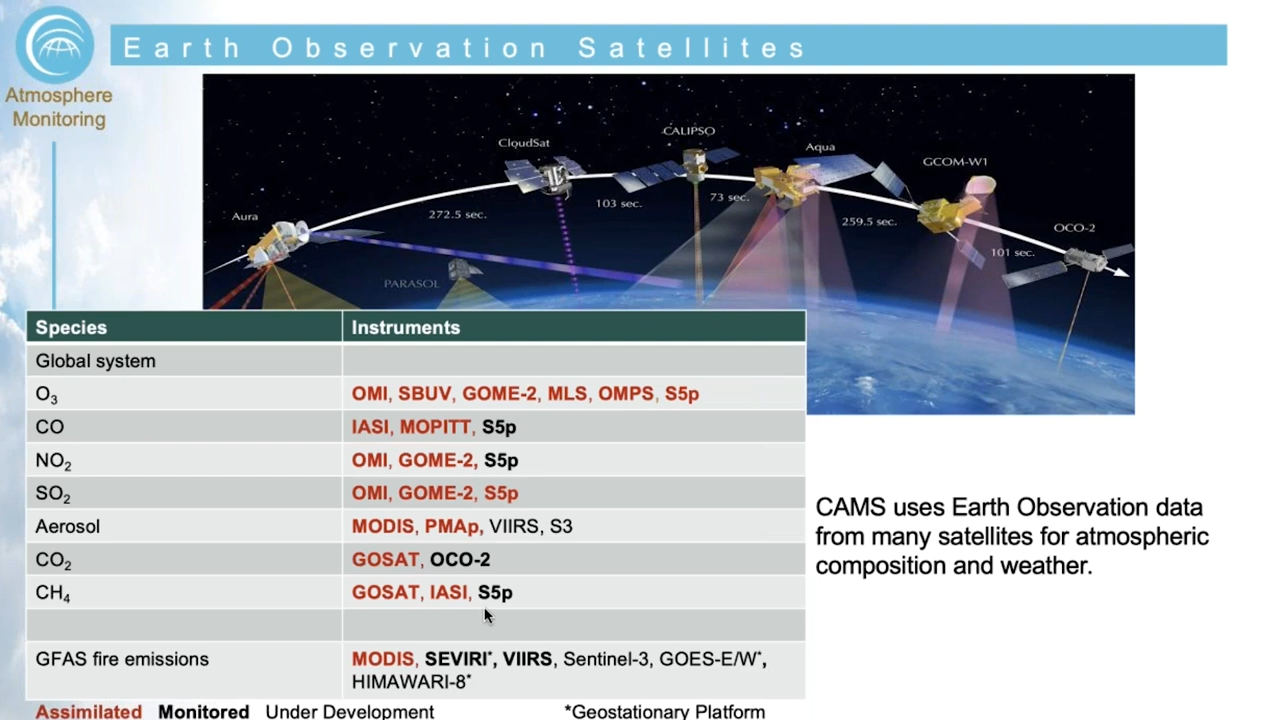 Earth Observation Satellites
Atmosphere
Monitoring
CALIPSO
CloudSat
Aqua
GCOM-W1
Aura
272.5 sec.
103 sec.
73 sec.
259.5 sec.
OCO-2
101 sec.
PARASOL
Species Instruments
Global system
O₃ OMI, SBUV, GOME-2, MLS, OMPS, S5p
CO IASI, MOPITT, S5p
NO₂ OMI, GOME-2, S5p
SO₂ OMI, GOME-2, S5p
Aerosol MODIS, PMAp, VIIRS, S3
CO₂ GOSAT, OCO-2
CH₄ GOSAT, IASI, S5p
GFAS fire emissions MODIS, SEVIRI*, VIIRS, Sentinel-3, GOES-E/W*,
HIMAWARI-8*
Assimilated Monitored Under Development *Geostationary Platform
CAMS uses Earth Observation data
from many satellites for atmospheric
composition and weather.